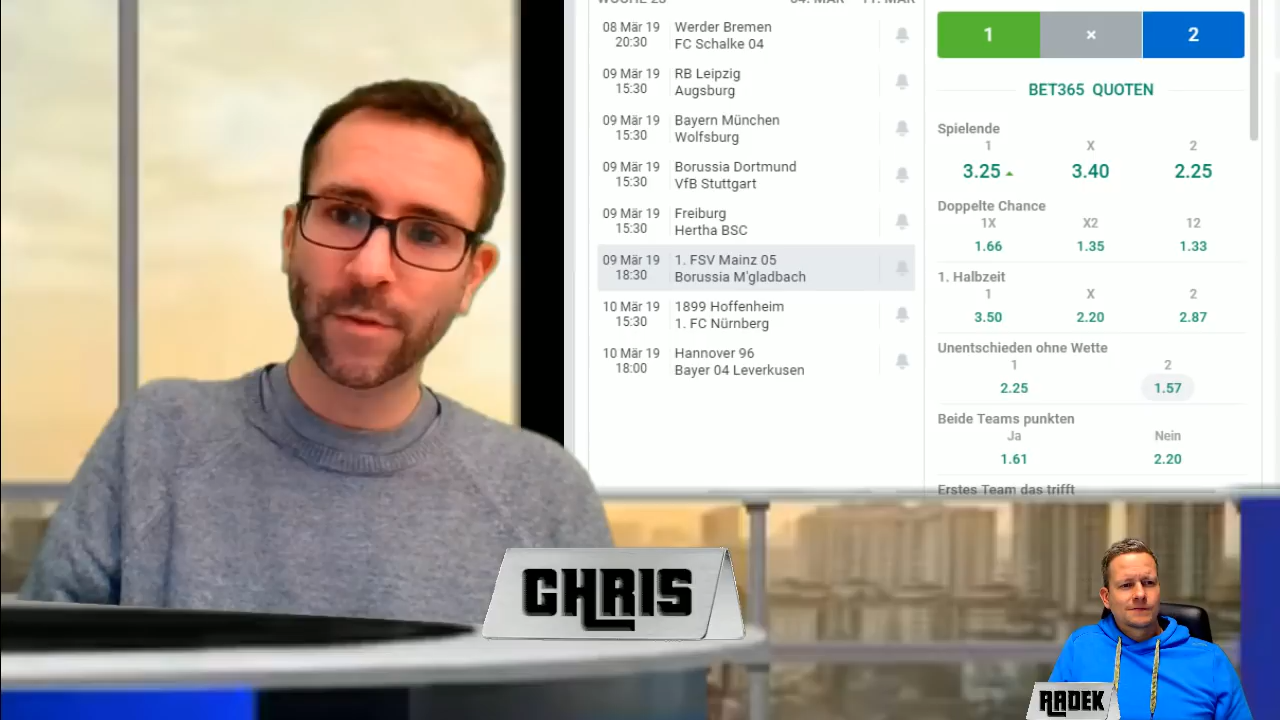 08 Mär 19 Werder Bremen
20:30 FC Schalke 04
09 Mär 19 RB Leipzig
15:30 Augsburg
09 Mär 19 Bayern München
15:30 Wolfsburg
09 Mär 19 Borussia Dortmund
15:30 VfB Stuttgart
09 Mär 19 Freiburg
15:30 Hertha BSC
09 Mär 19 1. FSV Mainz 05
18:30 Borussia M'gladbach
10 Mär 19 1899 Hoffenheim
15:30 1. FC Nürnberg
10 Mär 19 Hannover 96
18:00 Bayer 04 Leverkusen
1 × 2
BET365 QUOTEN
Spielende
1 X 2
3.25 3.40 2.25
Doppelte Chance
1X X2 12
1.66 1.35 1.33
1. Halbzeit
1 X 2
3.50 2.20 2.87
Unentschieden ohne Wette
1 2
2.25 1.57
Beide Teams punkten
Ja Nein
1.61 2.20
Erstes Team das trifft
CHRIS
RADEK